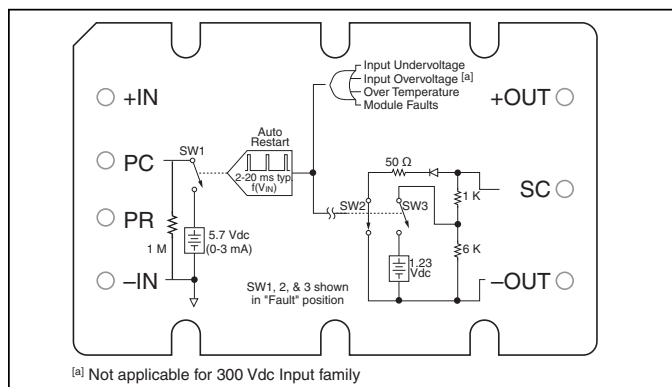 Input Undervoltage
Input Overvoltage [a]
Over Temperature
Module Faults
+IN
+OUT
Auto
Restart
SW1
PC
2-20 ms typ.
f(VIN)
50 Ω
1 K
SC
PR
SW2
SW3
5.7 Vdc
(0-3 mA)
1 M
6 K
1.23
Vdc
–IN
–OUT
SW1, 2, & 3 shown
in "Fault" position
[a] Not applicable for 300 Vdc Input family